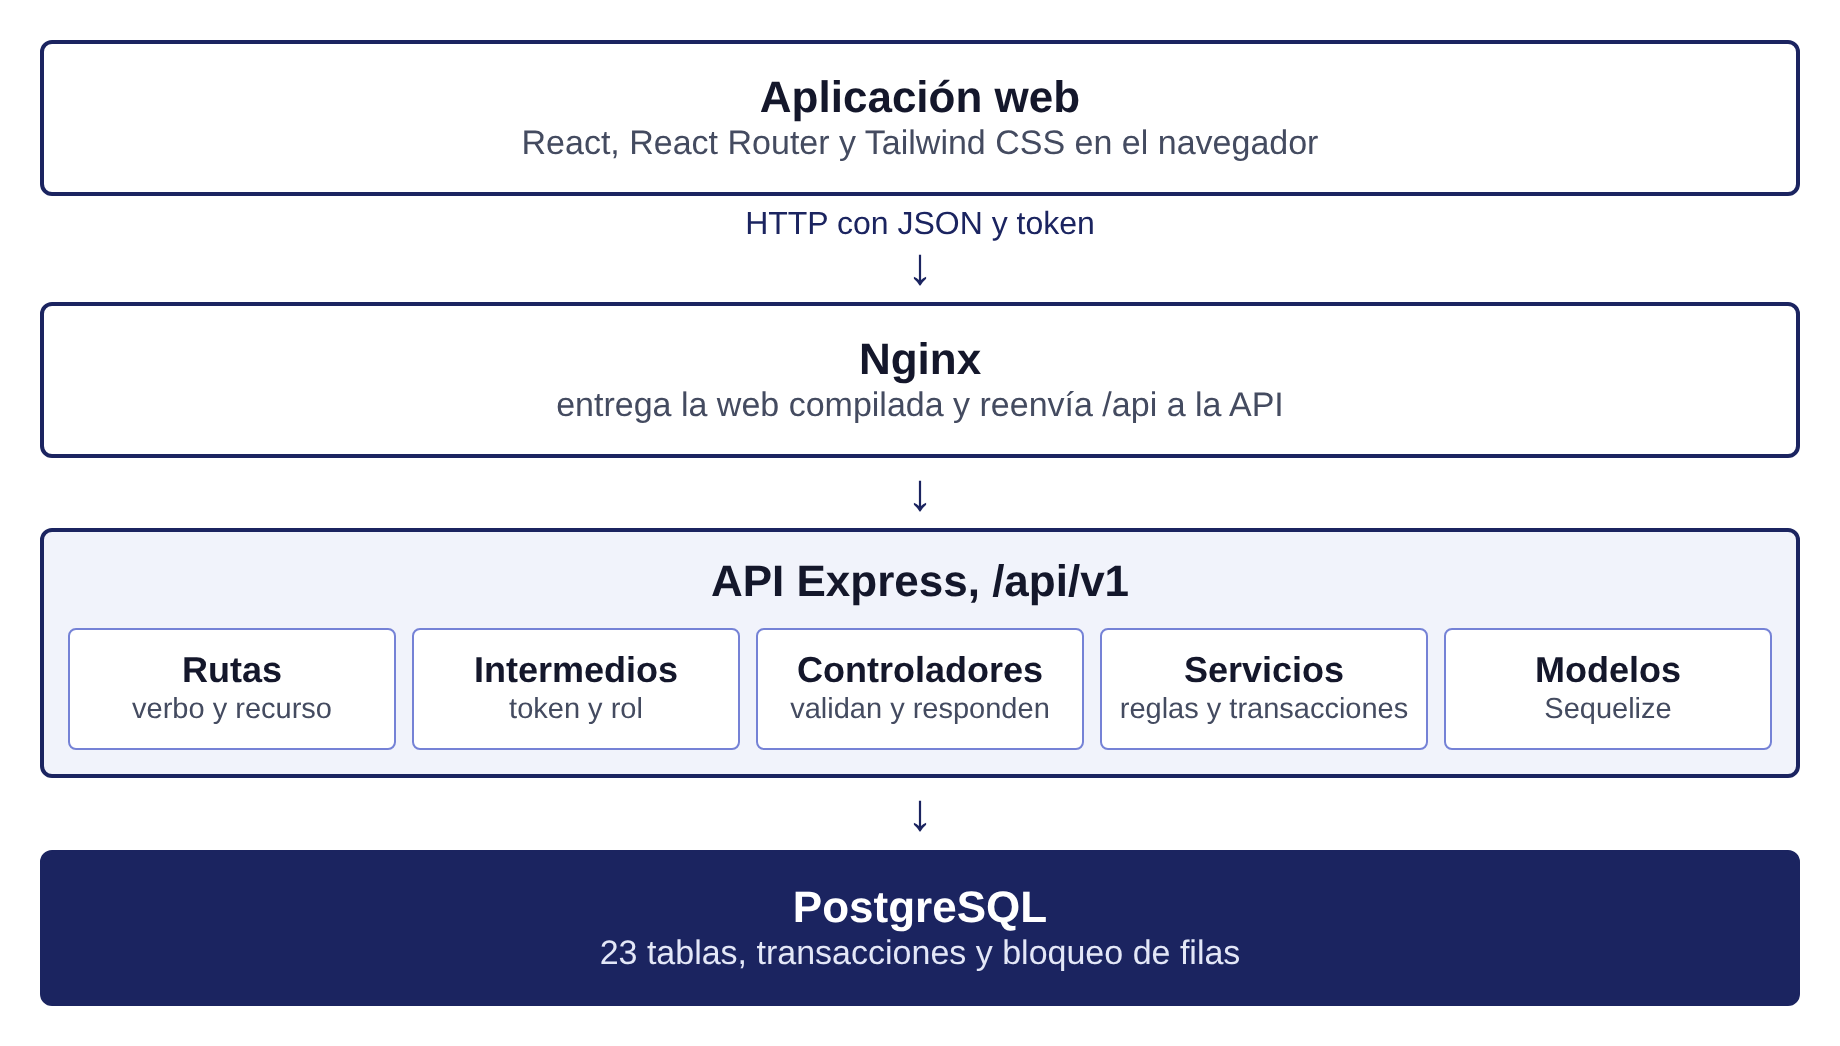 Aplicación web
React, React Router y Tailwind CSS en el navegador
HTTP con JSON y token
↓
Nginx
entrega la web compilada y reenvía /api a la API
↓
API Express, /api/v1
Rutas
verbo y recurso
Intermedios
token y rol
Controladores
validan y responden
Servicios
reglas y transacciones
Modelos
Sequelize
↓
PostgreSQL
23 tablas, transacciones y bloqueo de filas